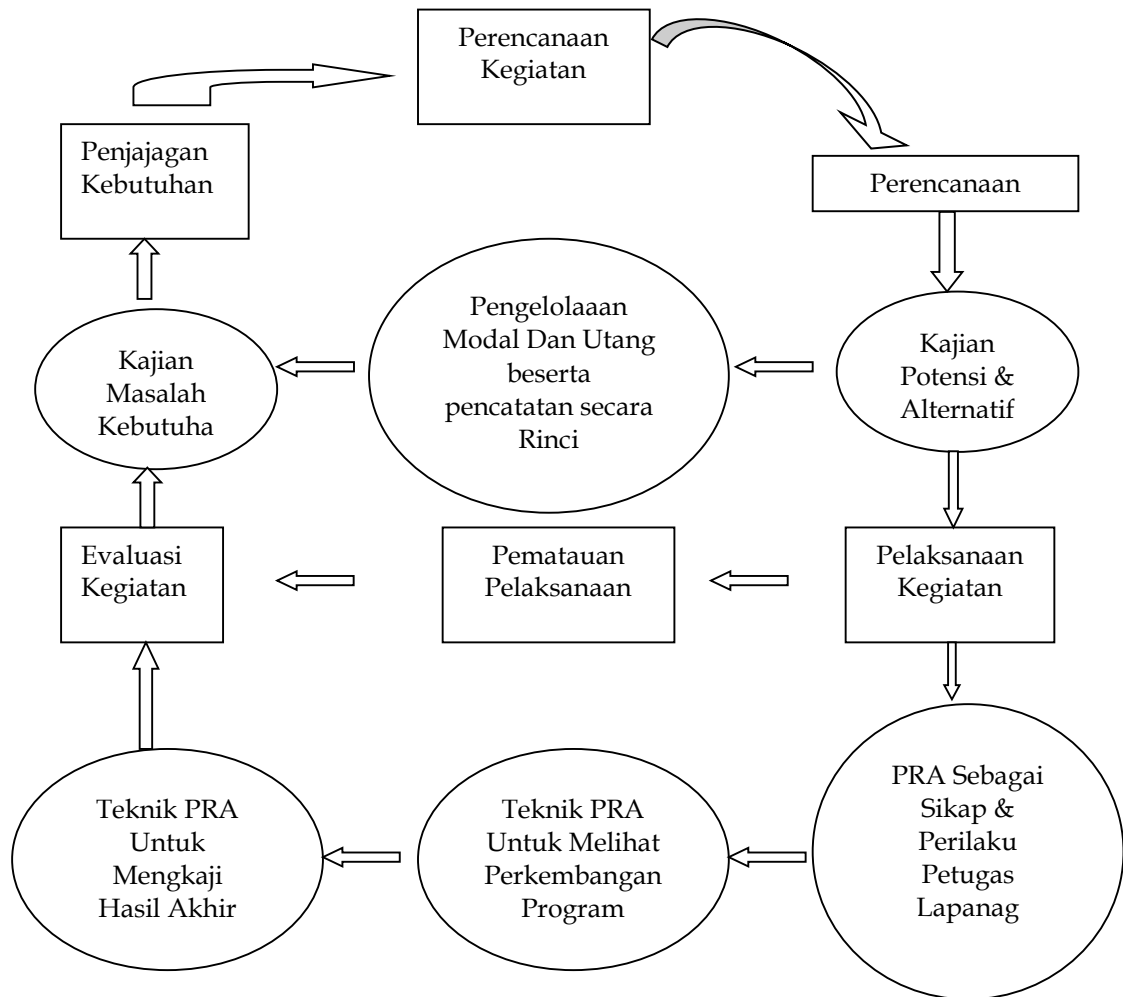 Perencanaan
Kegiatan
Penjajagan
Kebutuhan
Perencanaan
Kajian
Masalah
Kebutuha
Pengelolaaan
Modal Dan Utang
beserta
pencatatan secara
Rinci
Kajian
Potensi &
Alternatif
Evaluasi
Kegiatan
Pematauan
Pelaksanaan
Pelaksanaan
Kegiatan
Teknik PRA
Untuk
Mengkaji
Hasil Akhir
Teknik PRA
Untuk Melihat
Perkembangan
Program
PRA Sebagai
Sikap &
Perilaku
Petugas
Lapanag